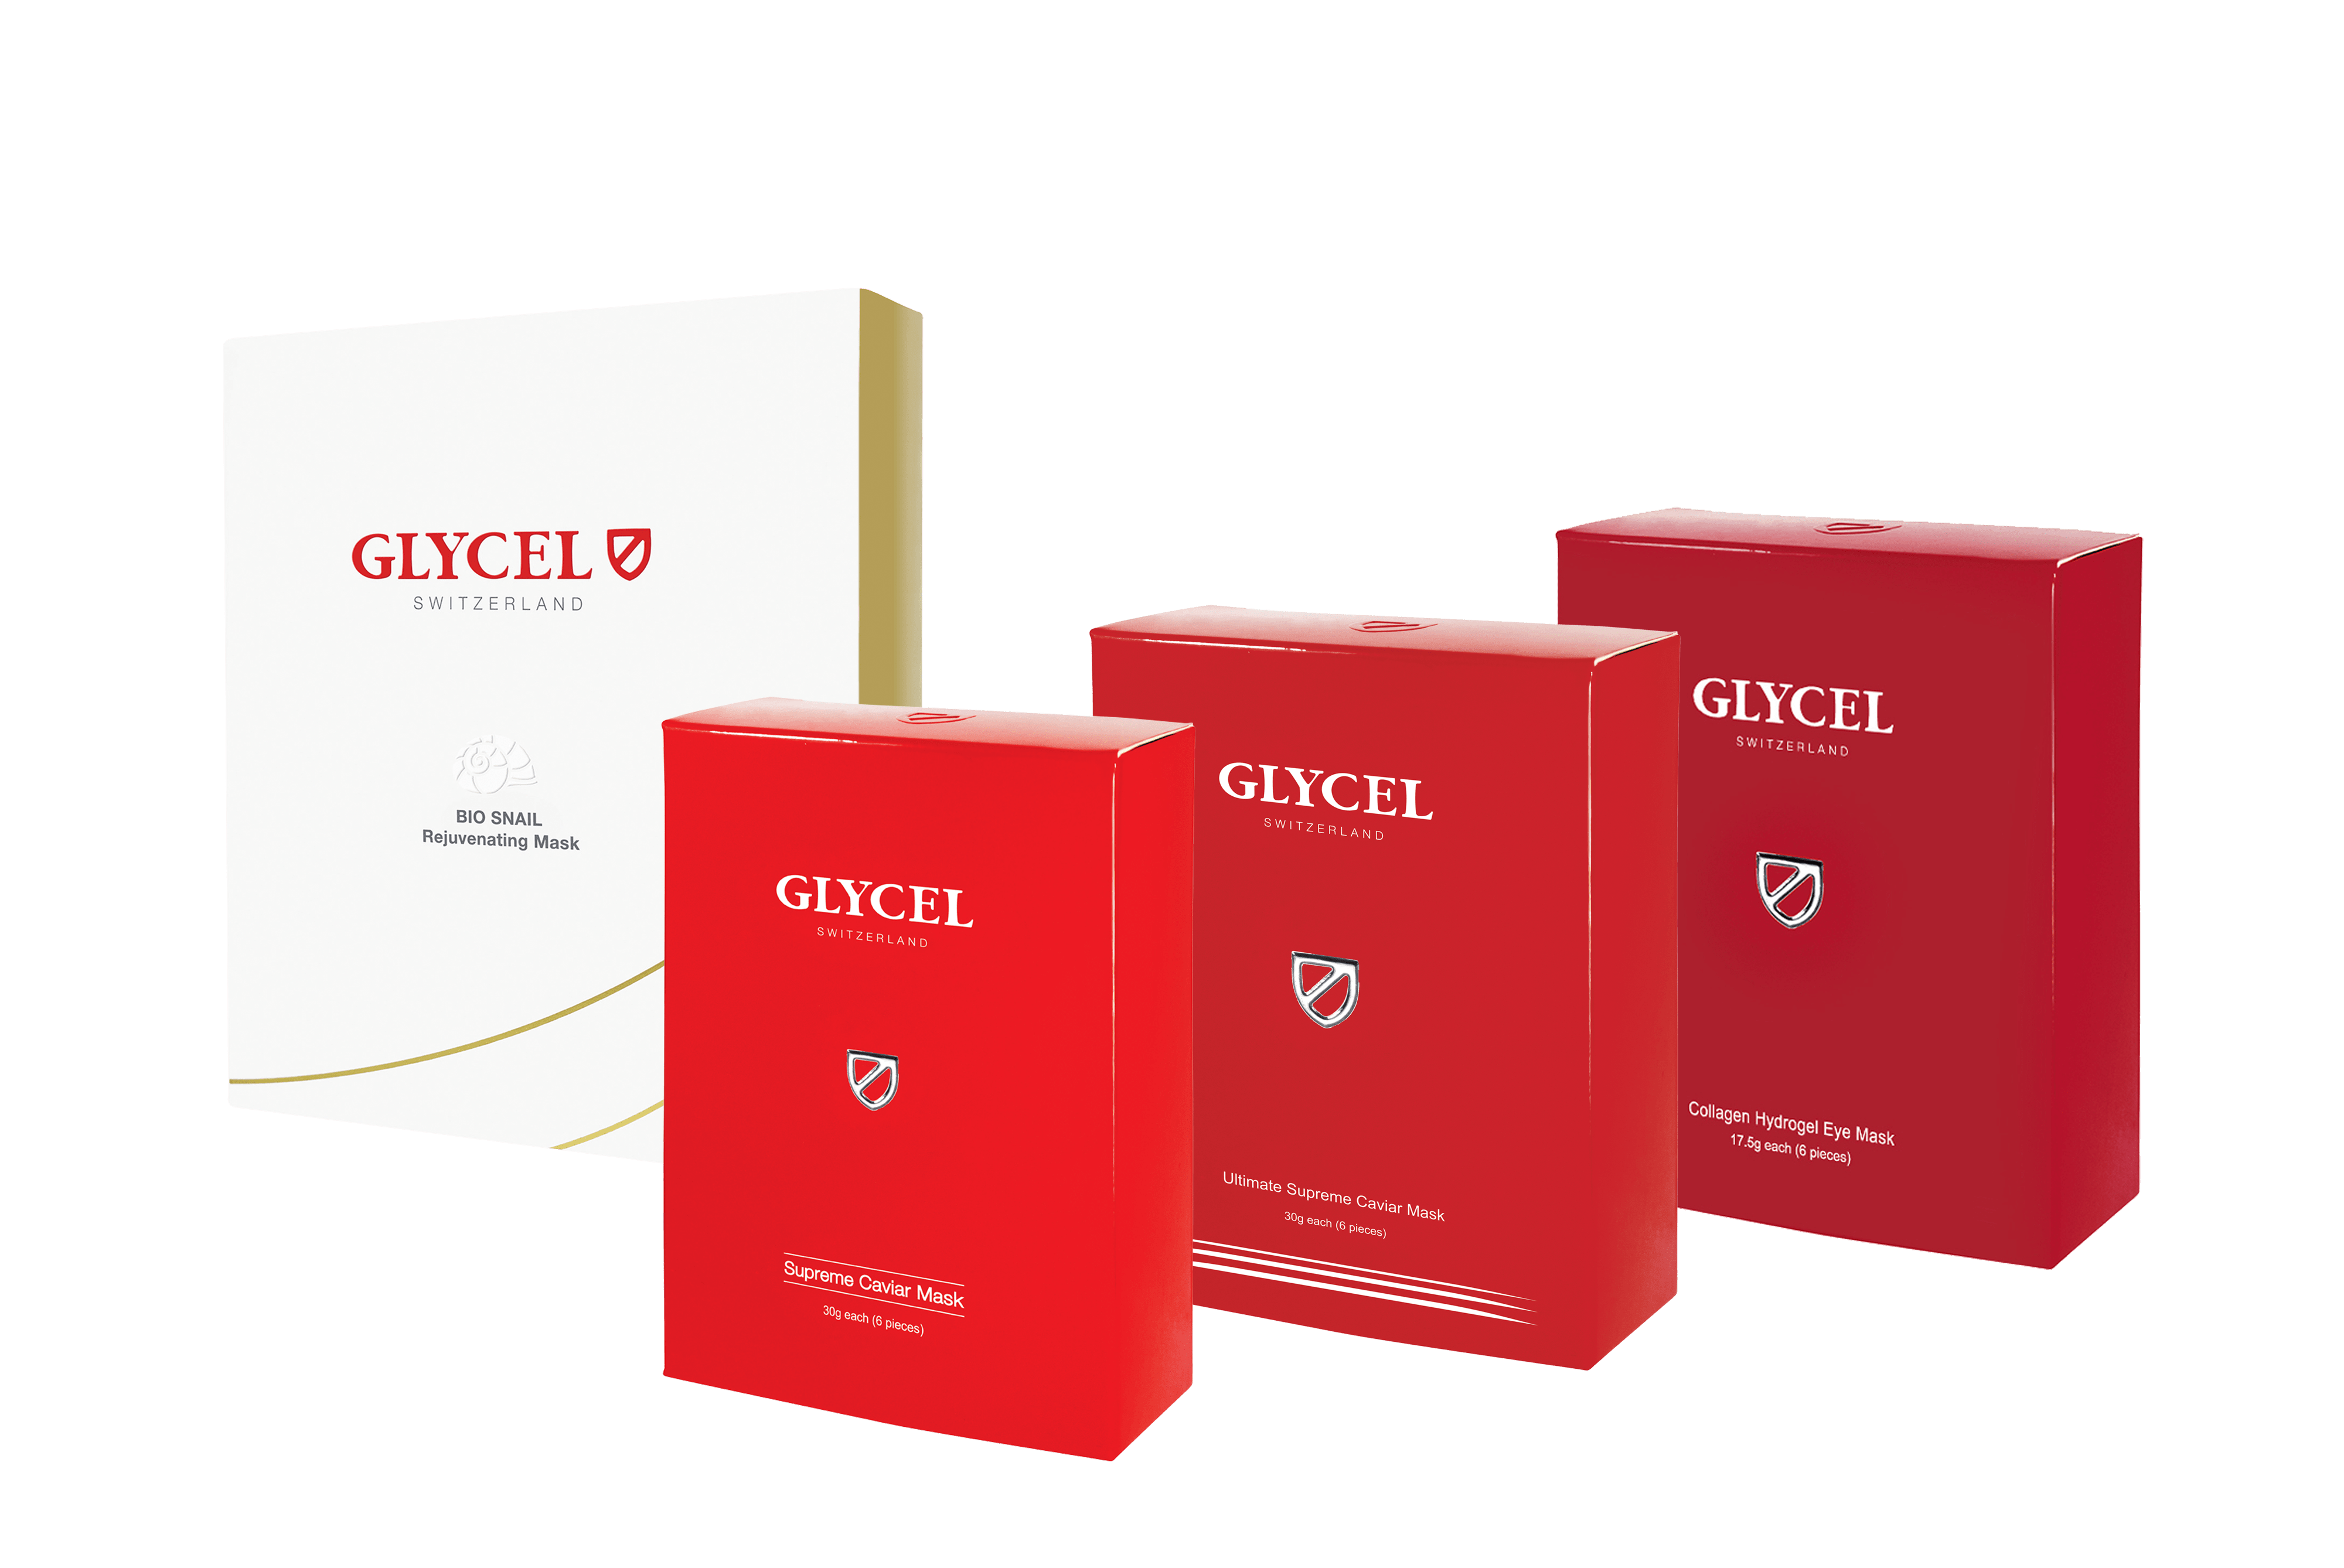 GLYCEL
SWITZERLAND
BIO SNAIL
Rejuvenating Mask
GLYCEL
SWITZERLAND
Supreme Caviar Mask
30g each (6 pieces)
GLYCEL
SWITZERLAND
Ultimate Supreme Caviar Mask
30g each (6 pieces)
GLYCEL
SWITZERLAND
Collagen Hydrogel Eye Mask
17.5g each (6 pieces)